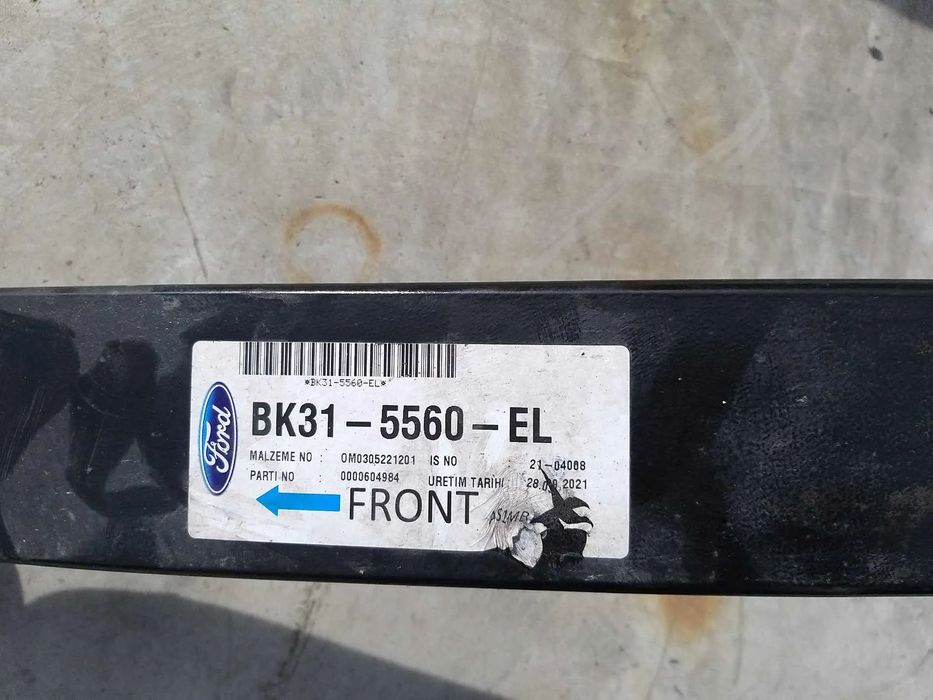 *BK31-5560-EL*
Ford
BK31-5560-EL
MALZEME NO : 0M0305221201 IS NO 21-04008
PARTI NO : 0000604984 URETIM TARIHI
FRONT